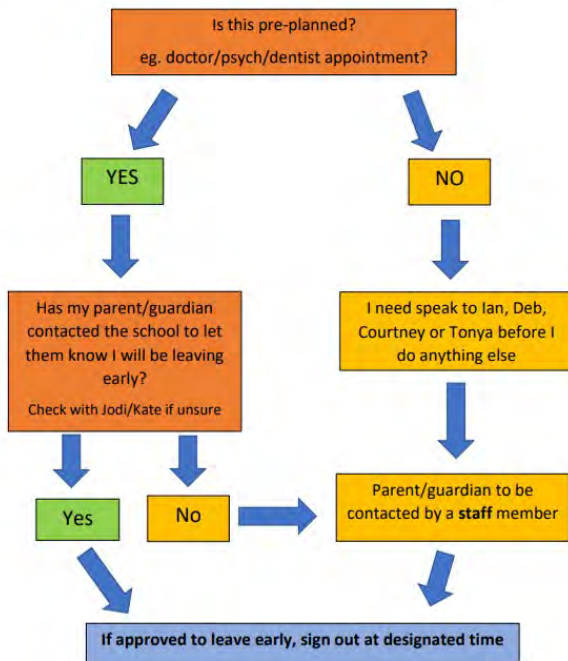 Is this pre-planned?
eg. doctor/psych/dentist appointment?
YES
NO
Has my parent/guardian
contacted the school to let
them know I will be leaving
early?
Check with Jodi/Kate if unsure
I need speak to Ian, Deb,
Courtney or Tonya before I
do anything else
Yes
No
Parent/guardian to be
contacted by a staff member
If approved to leave early, sign out at designated time